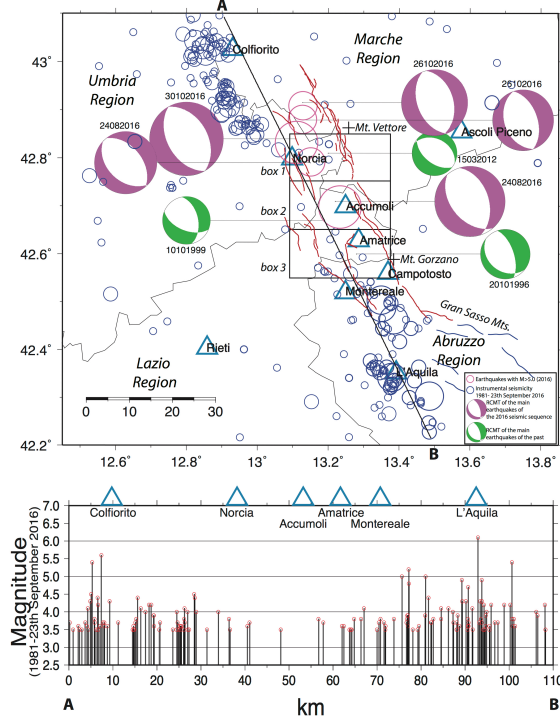 A
43°
42.8°
42.6°
42.4°
42.2°
Umbria
Region
Marche
Region
Colfiorito
26102016
26102016
30102016
24082016
Mt. Vettore
Ascoli Piceno
Norcia
15032012
box 1
24082016
box 2
Accumoli
Amatrice
10101999
box 3
Mt. Gorzano
Campotosto
20101996
Montereale
Gran Sasso Mts.
Rieti
Abruzzo
Region
Lazio
Region
L'Aquila
0 10 20 30
Earthquakes with M>5.0 (2016)
Instrumental seismicity
1981- 23th September 2016)
RCMT of the main
earthquakes of
the 2016 seismic sequence
RCMT of the main
earthquakes of the past
B
12.6° 12.8° 13° 13.2° 13.4° 13.6° 13.8°
Colfiorito Norcia Amatrice L'Aquila
Accumoli Montereale
Magnitude
(1981-23th September 2016)
7.0
6.5
6.0
5.5
5.0
4.5
4.0
3.5
3.0
2.5
0 10 20 30 40 50 60 70 80 90 100 110
A km B